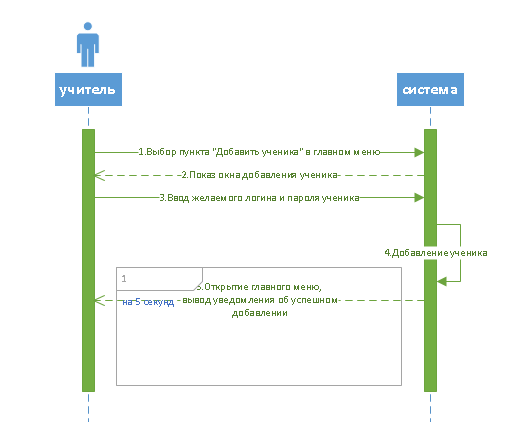 учитель
система
1.Выбор пункта "Добавить ученика" в главном меню
2.Показ окна добавления ученика
3.Ввод желаемого логина и пароля ученика
4.Добавление ученика
1
5.Открытие главного меню,
на 5 секунд
вывод уведомления об успешном
добавлении